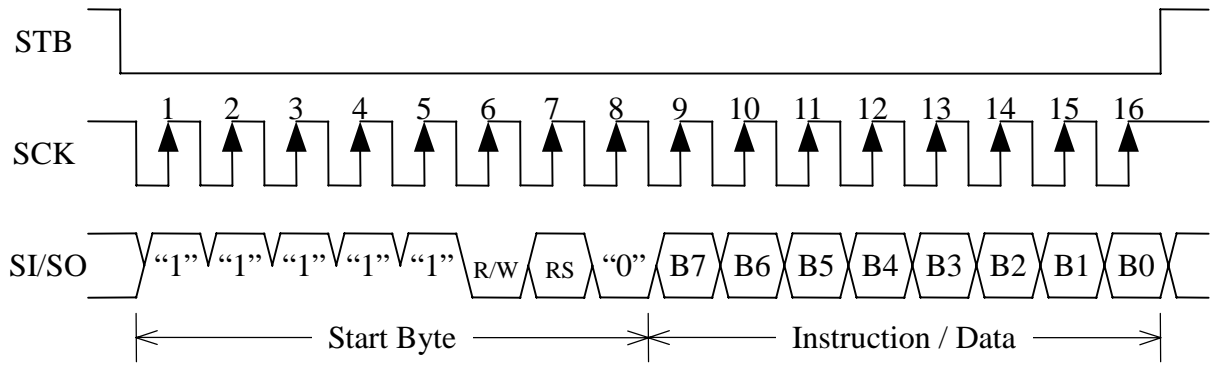 STB
1 2 3 4 5 6 7 8 9 10 11 12 13 14 15 16
SCK
SI/SO “1” “1” “1” “1” “1” R/W RS “0” B7 B6 B5 B4 B3 B2 B1 B0
Start Byte Instruction / Data